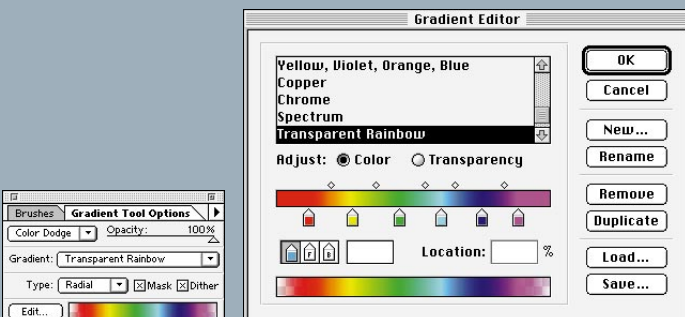 Gradient Editor
Yellow, Violet, Orange, Blue
Copper
Chrome
Spectrum
Transparent Rainbow
Adjust: Color Transparency
F B
Location: %
OK
Cancel
New...
Rename
Remove
Duplicate
Load...
Save...
Brushes Gradient Tool Options
Color Dodge Opacity: 100%
Gradient: Transparent Rainbow
Type: Radial Mask Dither
Edit...